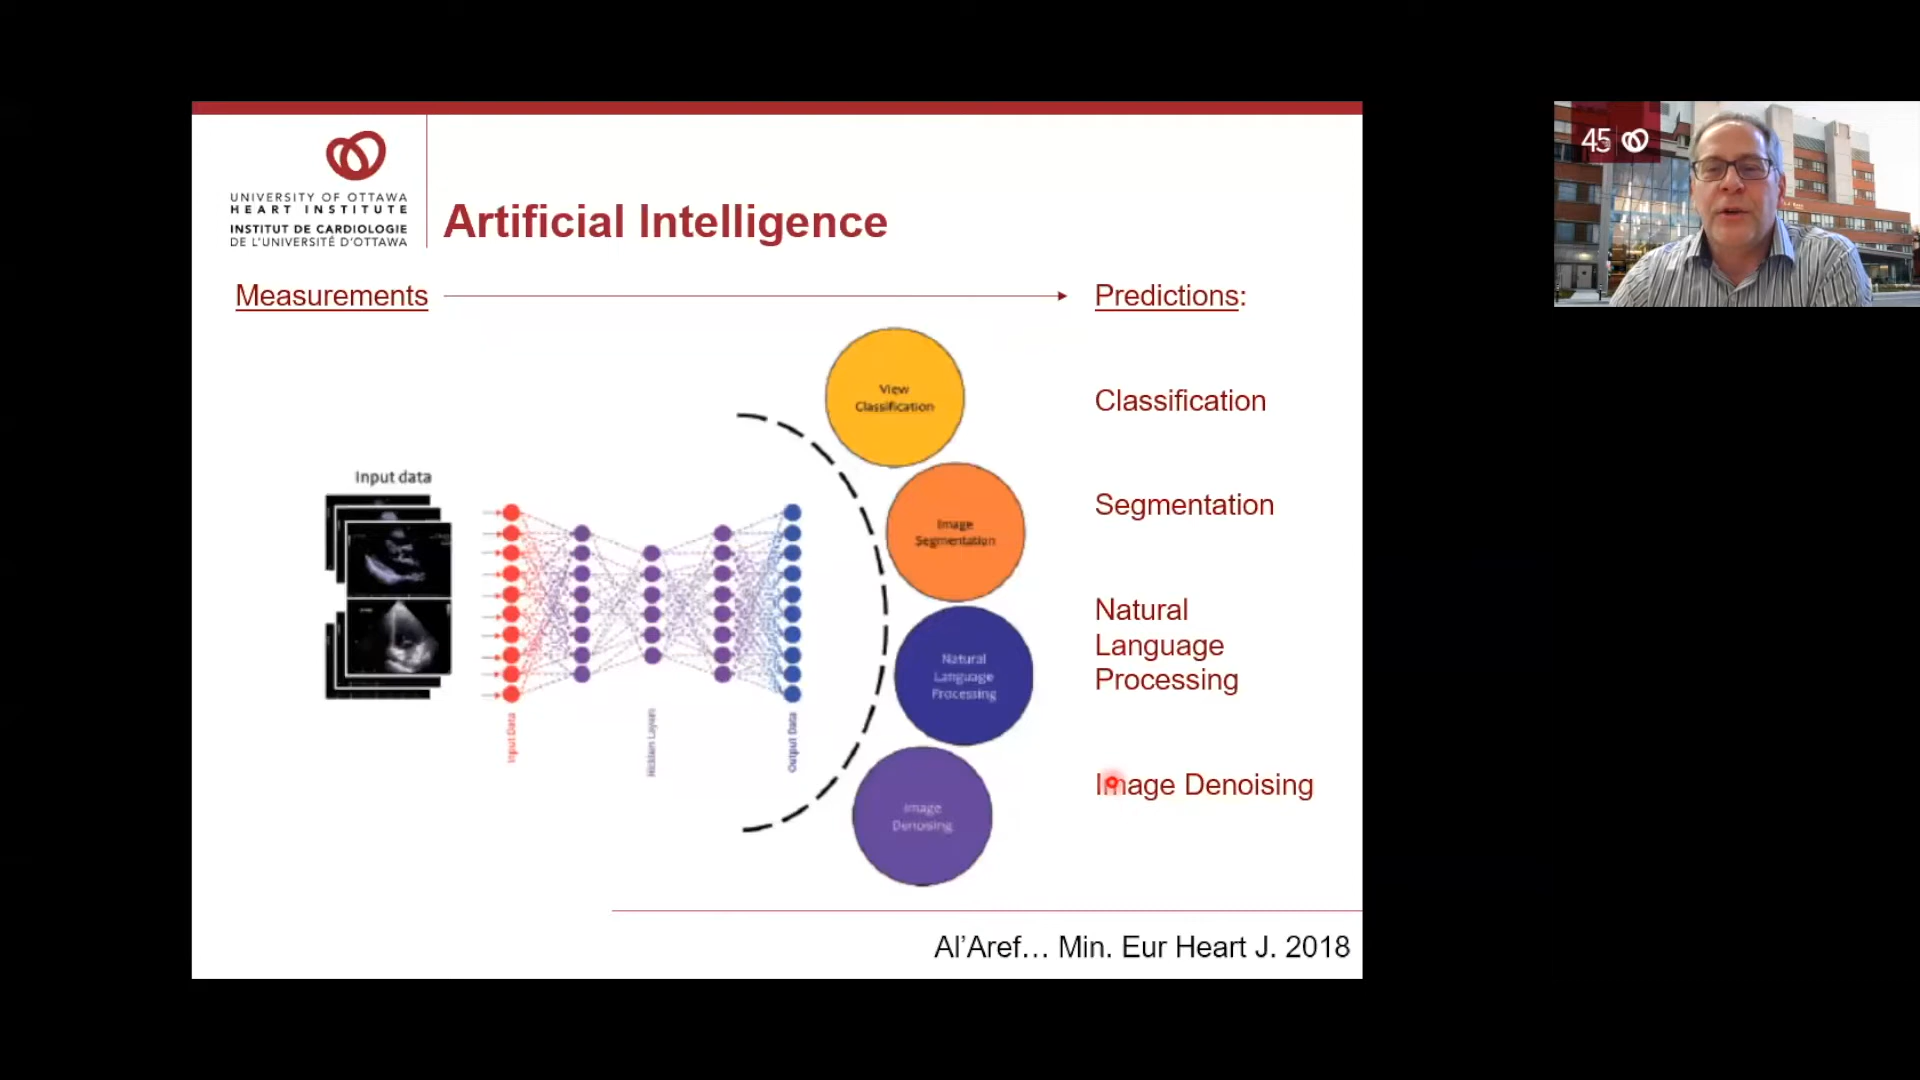 UNIVERSITY OF OTTAWA
HEART INSTITUTE
INSTITUT DE CARDIOLOGIE
DE L'UNIVERSITÉ D'OTTAWA
Artificial Intelligence
Measurements
Predictions:
Input data
Input Data
Hidden Layers
Output Data
View
Classification
Image
Segmentation
Natural
Language
Processing
Image
Denoising
Classification
Segmentation
Natural
Language
Processing
Image Denoising
Al’Aref… Min. Eur Heart J. 2018
45